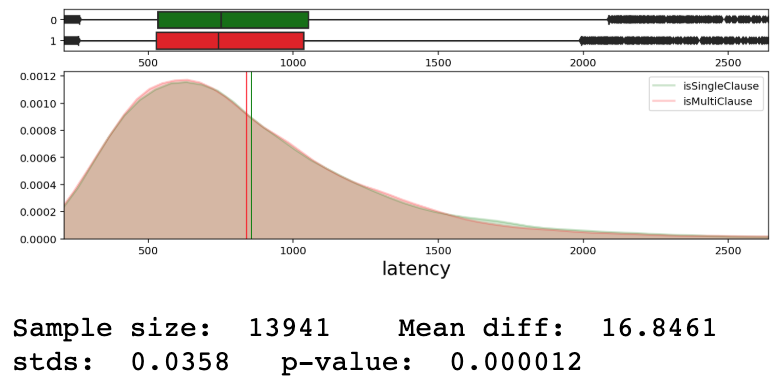 0
1
500 1000 1500 2000 2500
0.0012
0.0010
0.0008
0.0006
0.0004
0.0002
0.0000
isSingleClause
isMultiClause
500 1000 1500 2000 2500
latency
Sample size: 13941 Mean diff: 16.8461
stds: 0.0358 p-value: 0.000012